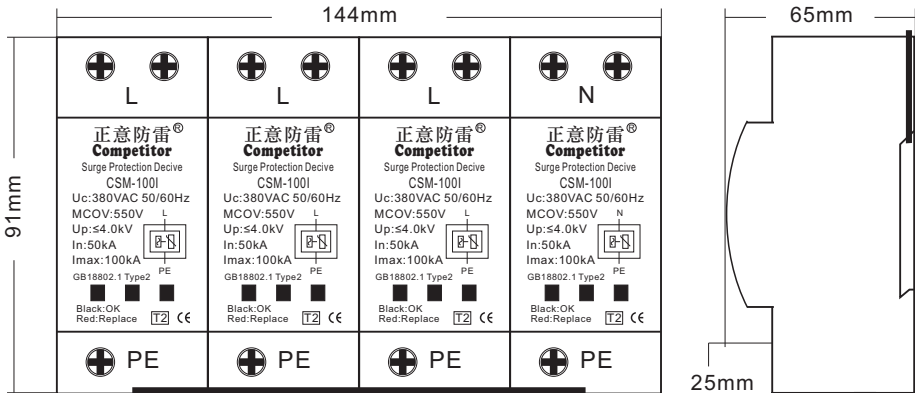 144mm
65mm
91mm
25mm
L
正意防雷®
Competitor
Surge Protection Decive
CSM-100I
Uc:380VAC 50/60Hz
MCOV:550V
L
Up:≤4.0kV
In:50kA
Imax:100kA
PE
GB18802.1 Type2
Black:OK
Red:Replace T2 CE
PE
L
正意防雷®
Competitor
Surge Protection Decive
CSM-100I
Uc:380VAC 50/60Hz
MCOV:550V
L
Up:≤4.0kV
In:50kA
Imax:100kA
PE
GB18802.1 Type2
Black:OK
Red:Replace T2 CE
PE
L
正意防雷®
Competitor
Surge Protection Decive
CSM-100I
Uc:380VAC 50/60Hz
MCOV:550V
L
Up:≤4.0kV
In:50kA
Imax:100kA
PE
GB18802.1 Type2
Black:OK
Red:Replace T2 CE
PE
N
正意防雷®
Competitor
Surge Protection Decive
CSM-100I
Uc:380VAC 50/60Hz
MCOV:550V
N
Up:≤4.0kV
In:50kA
Imax:100kA
PE
GB18802.1 Type2
Black:OK
Red:Replace T2 CE
PE